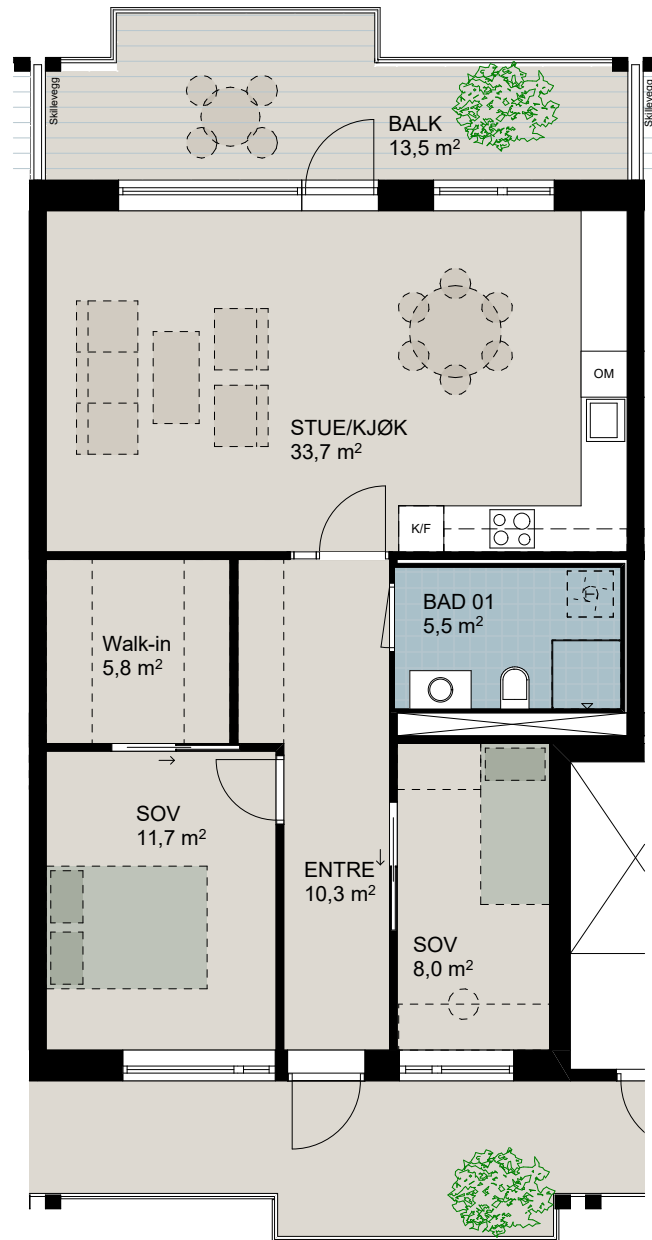 Skillevegg
Skillevegg
BALK
13,5 m²
OM
STUE/KJØK
33,7 m²
K/F
BAD 01
5,5 m²
Walk-in
5,8 m²
SOV
11,7 m²
ENTRE
10,3 m²
SOV
8,0 m²